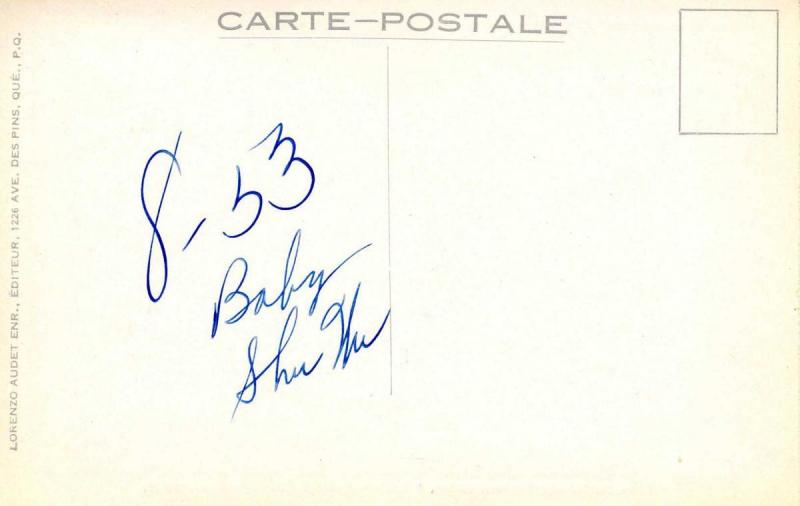 CARTE—POSTALE
LORENZO AUDET ENR., ÉDITEUR, 1226 AVE. DES PINS, QUÉ., P.Q.
8-53
Baby